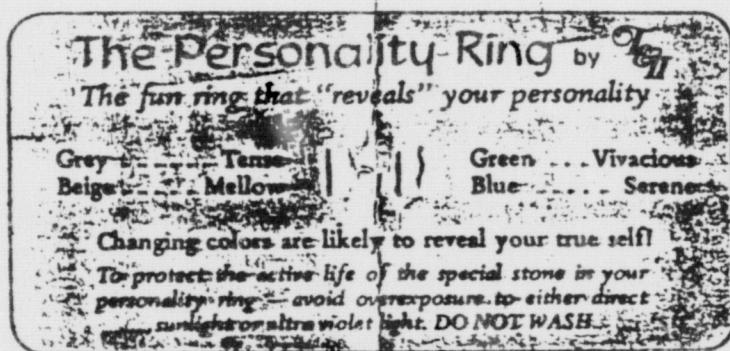 The Personality Ring by
The fun ring that "reveals" your personality
Grey ..... Tense
Beige ..... Mellow
Green ... Vivacious
Blue ..... Serene
Changing colors are likely to reveal your true self!
To protect the active life of the special stone in your
personality ring — avoid overexposure to either direct
sunlight or ultra violet light. DO NOT WASH.